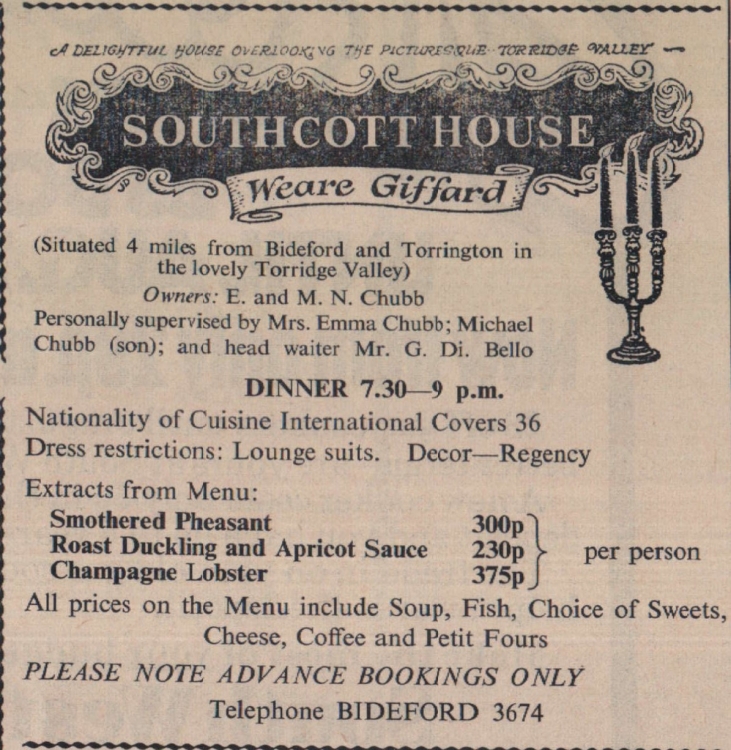 A DELIGHTFUL HOUSE OVERLOOKING THE PICTURESQUE TORRIDGE VALLEY
SOUTHCOTT HOUSE
Weare Giffard
(Situated 4 miles from Bideford and Torrington in
the lovely Torridge Valley)
Owners: E. and M. N. Chubb
Personally supervised by Mrs. Emma Chubb; Michael
Chubb (son); and head waiter Mr. G. Di. Bello
DINNER 7.30—9 p.m.
Nationality of Cuisine International Covers 36
Dress restrictions: Lounge suits. Decor—Regency
Extracts from Menu:
Smothered Pheasant 300p
Roast Duckling and Apricot Sauce 230p per person
Champagne Lobster 375p
All prices on the Menu include Soup, Fish, Choice of Sweets,
Cheese, Coffee and Petit Fours
PLEASE NOTE ADVANCE BOOKINGS ONLY
Telephone BIDEFORD 3674